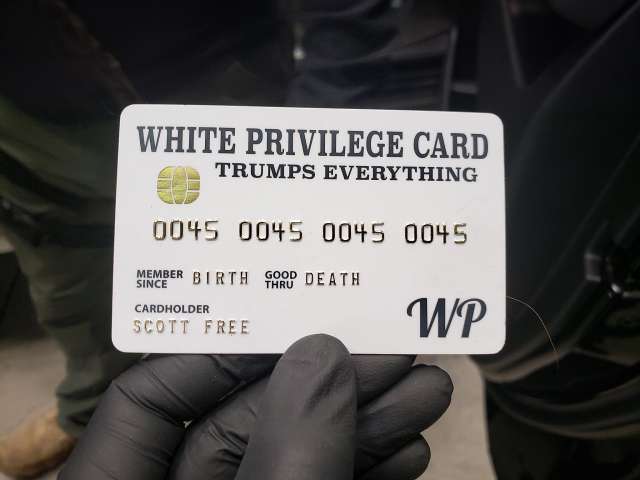 WHITE PRIVILEGE CARD
TRUMPS EVERYTHING
0045 0045 0045 0045
MEMBER SINCE BIRTH GOOD THRU DEATH
CARDHOLDER
SCOTT FREE
WP